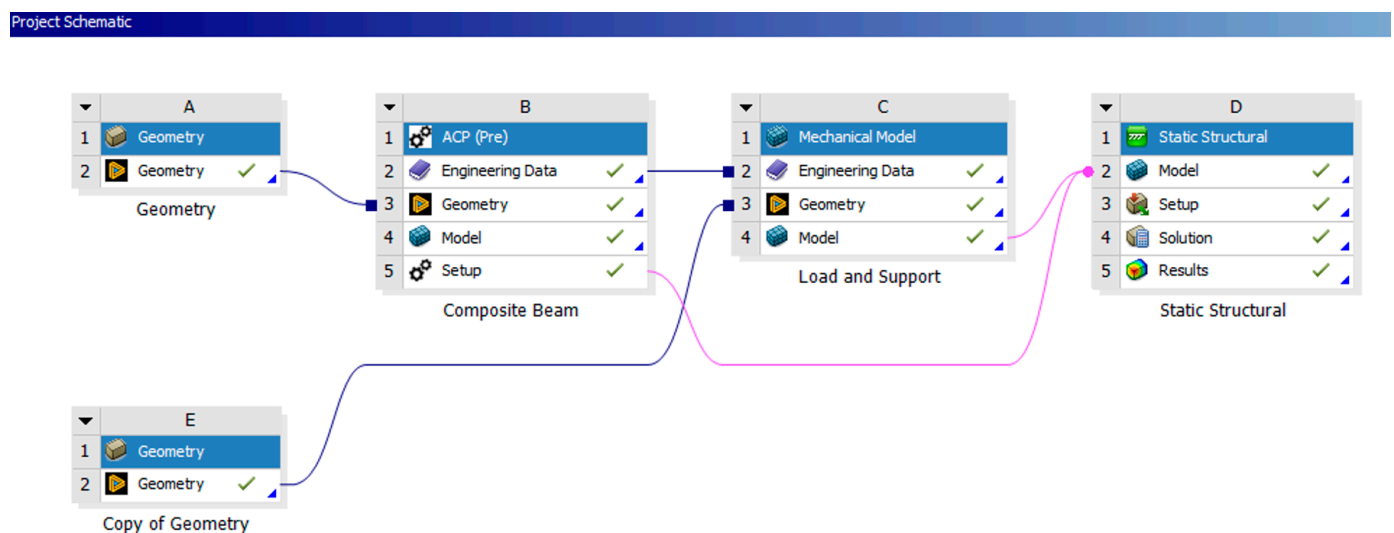 Project Schematic
A
1 Geometry
2 Geometry
Geometry
B
1 ACP (Pre)
2 Engineering Data
3 Geometry
4 Model
5 Setup
Composite Beam
C
1 Mechanical Model
2 Engineering Data
3 Geometry
4 Model
Load and Support
D
1 Static Structural
2 Model
3 Setup
4 Solution
5 Results
Static Structural
E
1 Geometry
2 Geometry
Copy of Geometry